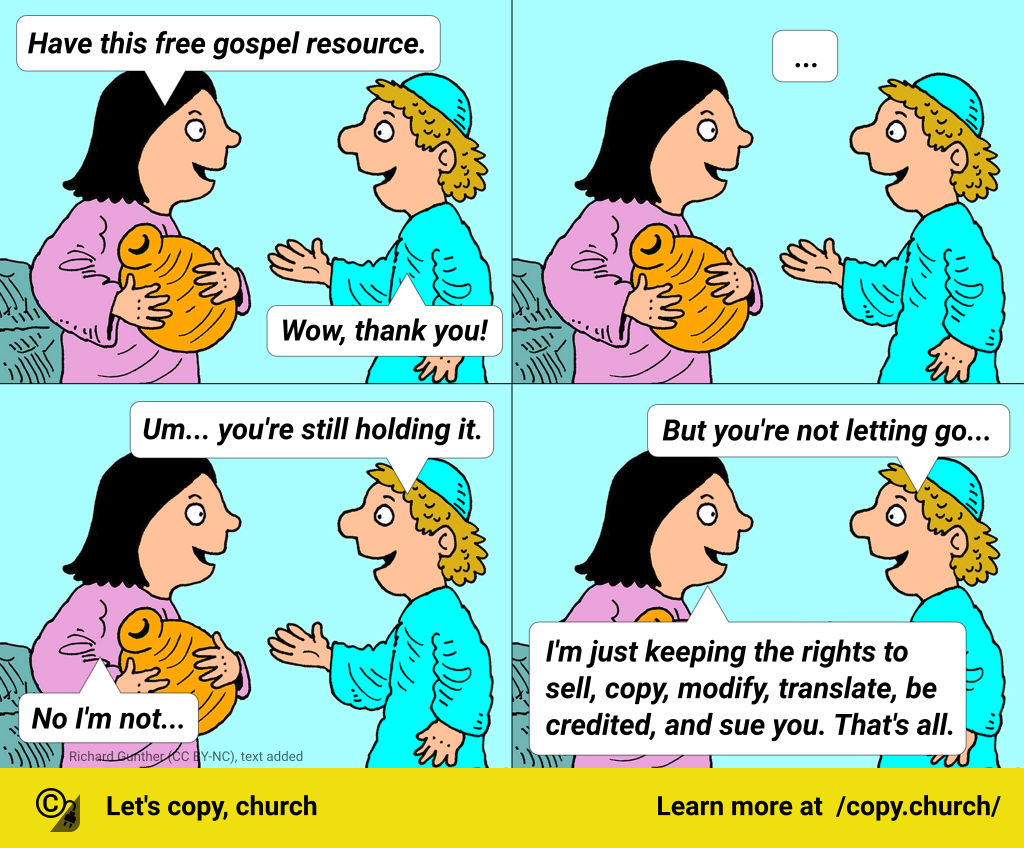 Have this free gospel resource.
Wow, thank you!
...
Um... you're still holding it.
No I'm not...
But you're not letting go...
I'm just keeping the rights to
sell, copy, modify, translate, be
credited, and sue you. That's all.
Richard Gunther (CC BY-NC), text added
©
Let's copy, church
Learn more at /copy.church/